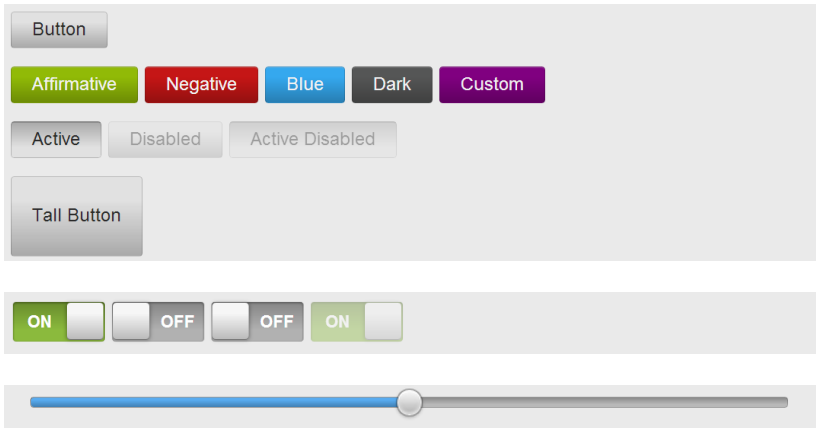 Button
Affirmative Negative Blue Dark Custom
Active Disabled Active Disabled
Tall Button
ON OFF OFF ON